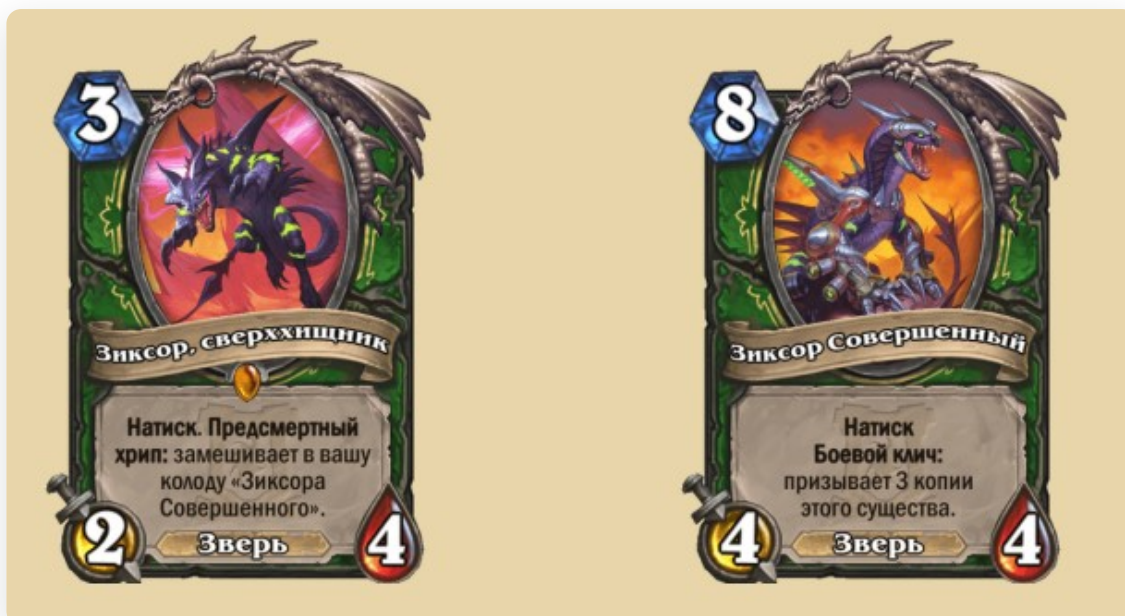 3
Зиксор, сверххищник
Натиск. Предсмертный
хрип: замешивает в вашу
колоду «Зиксора
Совершенного».
2
Зверь
4
8
Зиксор Совершенный
Натиск
Боевой клич:
призывает 3 копии
этого существа.
4
Зверь
4